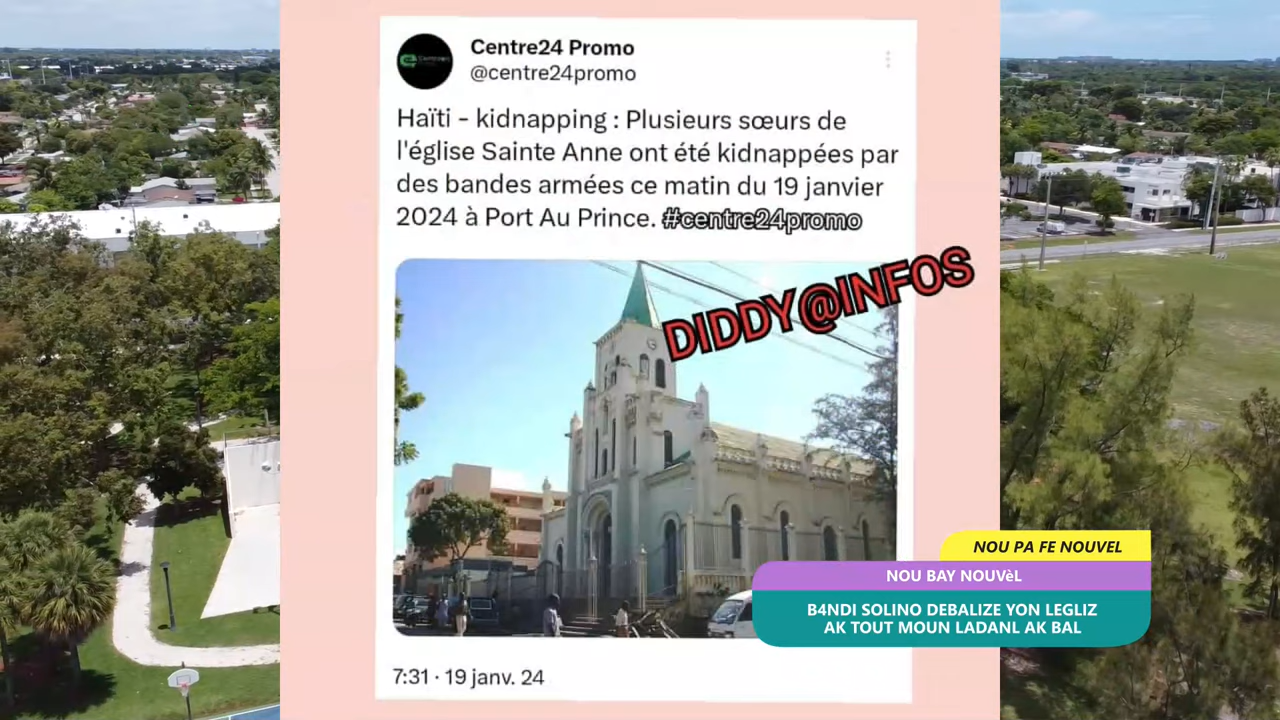 Centre24 Promo
@centre24promo
Haïti - kidnapping : Plusieurs sœurs de
l'église Sainte Anne ont été kidnappées par
des bandes armées ce matin du 19 janvier
2024 à Port Au Prince. #centre24promo
DIDDY@INFOS
7:31 · 19 janv. 24
NOU PA FE NOUVEL
NOU BAY NOUVèL
B4NDI SOLINO DEBALIZE YON LEGLIZ
AK TOUT MOUN LADANL AK BAL